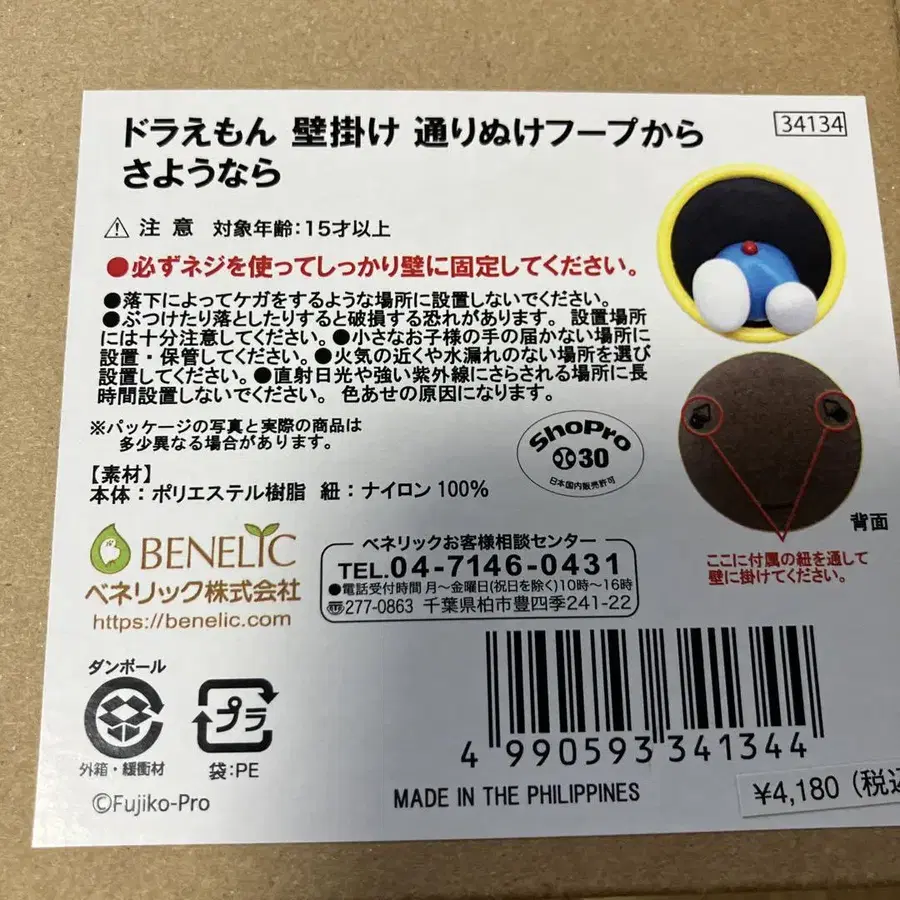 ドラえもん 壁掛け 通りぬけフープから
さようなら
34134
注意 対象年齢:15才以上
●必ずネジを使ってしっかり壁に固定してください。
●落下によってケガをするような場所に設置しないでください。
●ぶつけたり落としたりすると破損する恐れがあります。 設置場所
には十分注意してください。●小さなお子様の手の届かない場所に
設置・保管してください。●火気の近くや水漏れのない場所を選び
設置してください。●直射日光や強い紫外線にさらされる場所に長
時間設置しないでください。 色あせの原因になります。
※パッケージの写真と実際の商品は
多少異なる場合があります。
【素材】
本体:ポリエステル樹脂 紐:ナイロン100%
ShoPro
30
日本国内販売許可
背面
ここに付属の紐を通して
壁に掛けてください。
BENELIC
ベネリック株式会社
https://benelic.com
ベネリックお客様相談センター
TEL.04-7146-0431
●電話受付時間 月~金曜日(祝日を除く)10時~16時
〒277-0863 千葉県柏市豊四季241-22
ダンボール
外箱・緩衝材
プラ
袋:PE
©Fujiko-Pro
4 990593 341344
MADE IN THE PHILIPPINES
¥4,180(税込